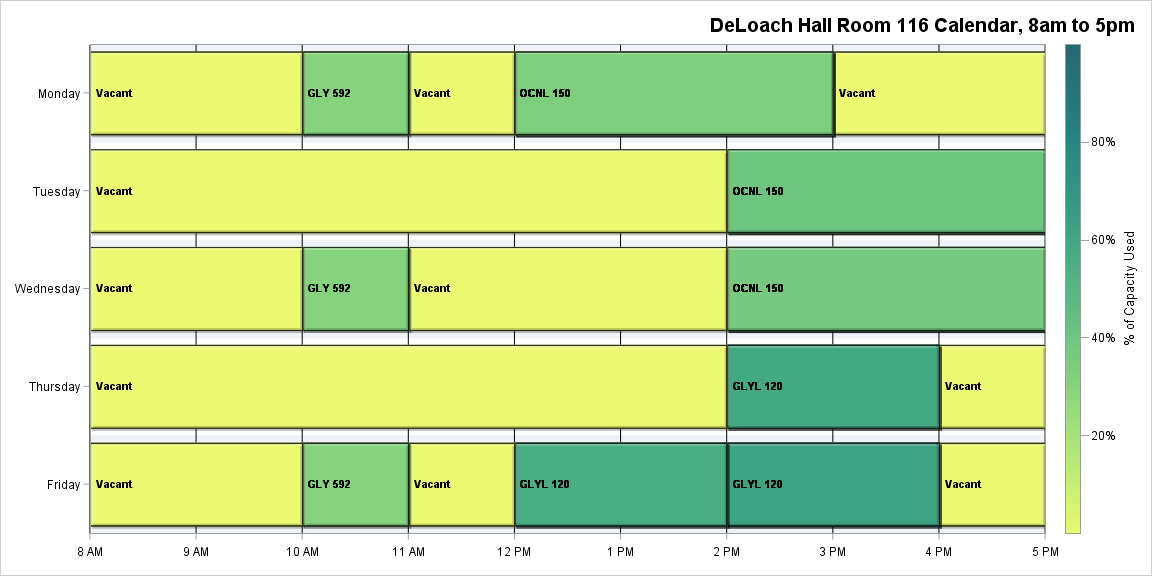 DeLoach Hall Room 116 Calendar, 8am to 5pm
Monday
Vacant
GLY 592
Vacant
OCNL 150
Vacant
Tuesday
Vacant
OCNL 150
Wednesday
Vacant
GLY 592
Vacant
OCNL 150
Thursday
Vacant
GLYL 120
Vacant
Friday
Vacant
GLY 592
Vacant
GLYL 120
GLYL 120
Vacant
8 AM
9 AM
10 AM
11 AM
12 PM
1 PM
2 PM
3 PM
4 PM
5 PM
80%
60%
40%
20%
% of Capacity Used